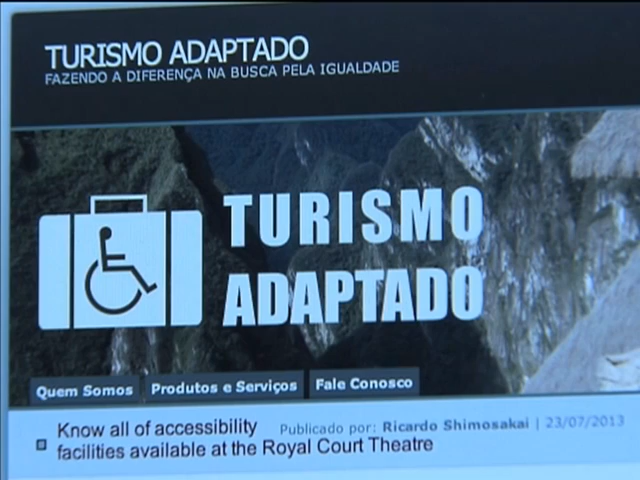 TURISMO ADAPTADO
FAZENDO A DIFERENÇA NA BUSCA PELA IGUALDADE
TURISMO
ADAPTADO
Quem Somos Produtos e Serviços Fale Conosco
Know all of accessibility Publicado por: Ricardo Shimosakai | 23/07/2013
facilities available at the Royal Court Theatre